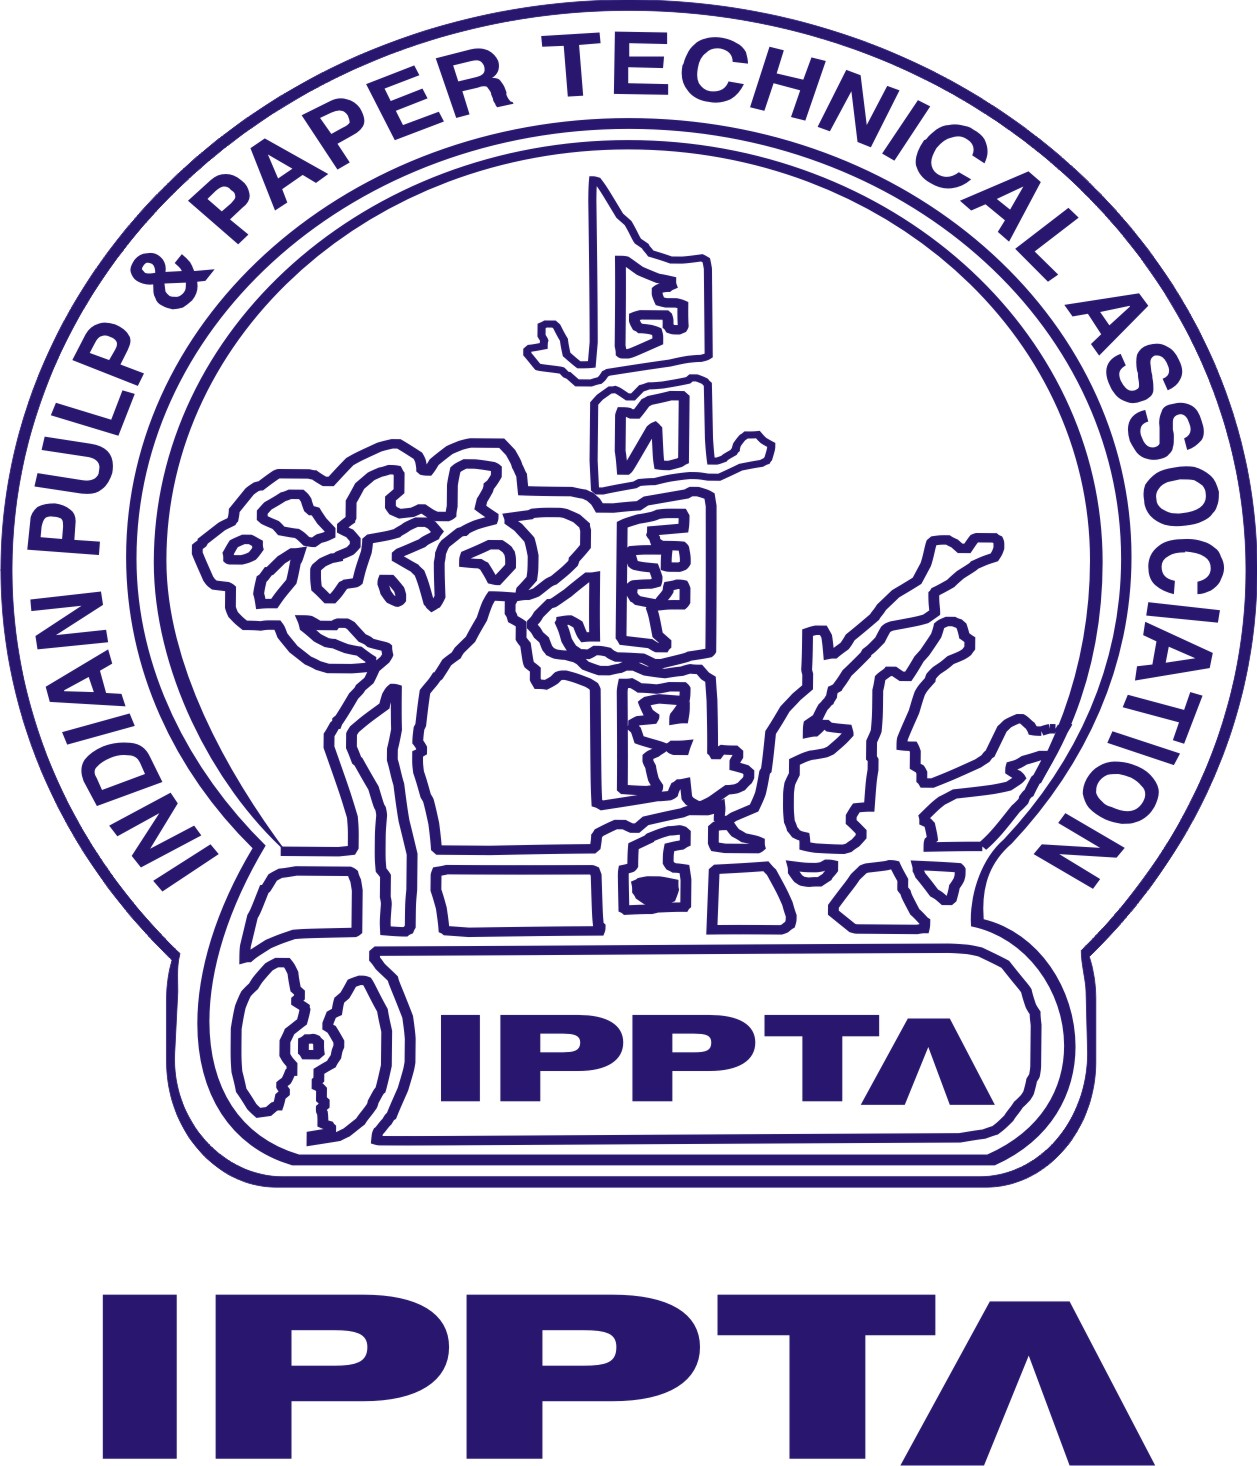 INDIAN PULP & PAPER TECHNICAL ASSOCIATION
IPPTA
IPPTA